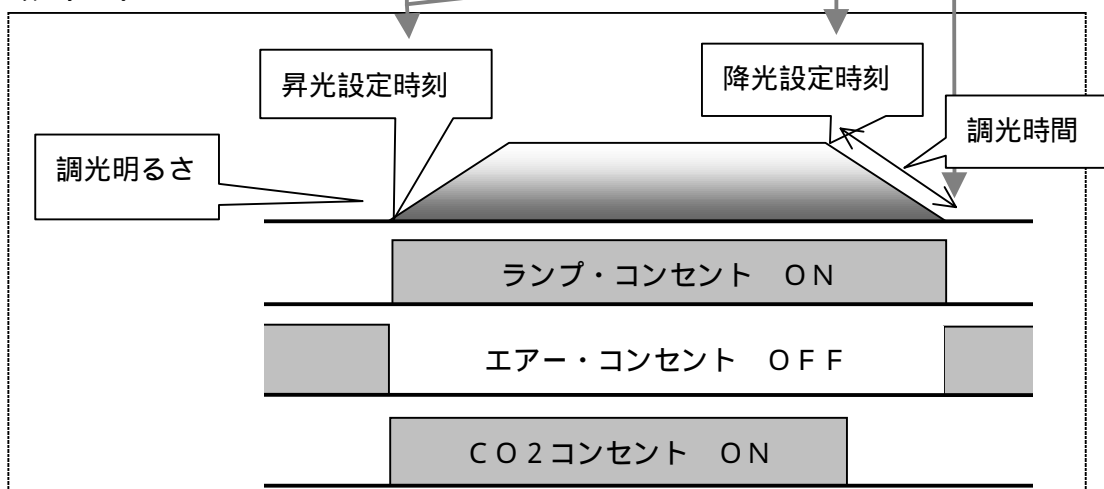 昇光設定時刻
降光設定時刻
調光時間
調光明るさ
ランプ・コンセント　ＯＮ
エアー・コンセント　ＯＦＦ
ＣＯ２コンセント　ＯＮ